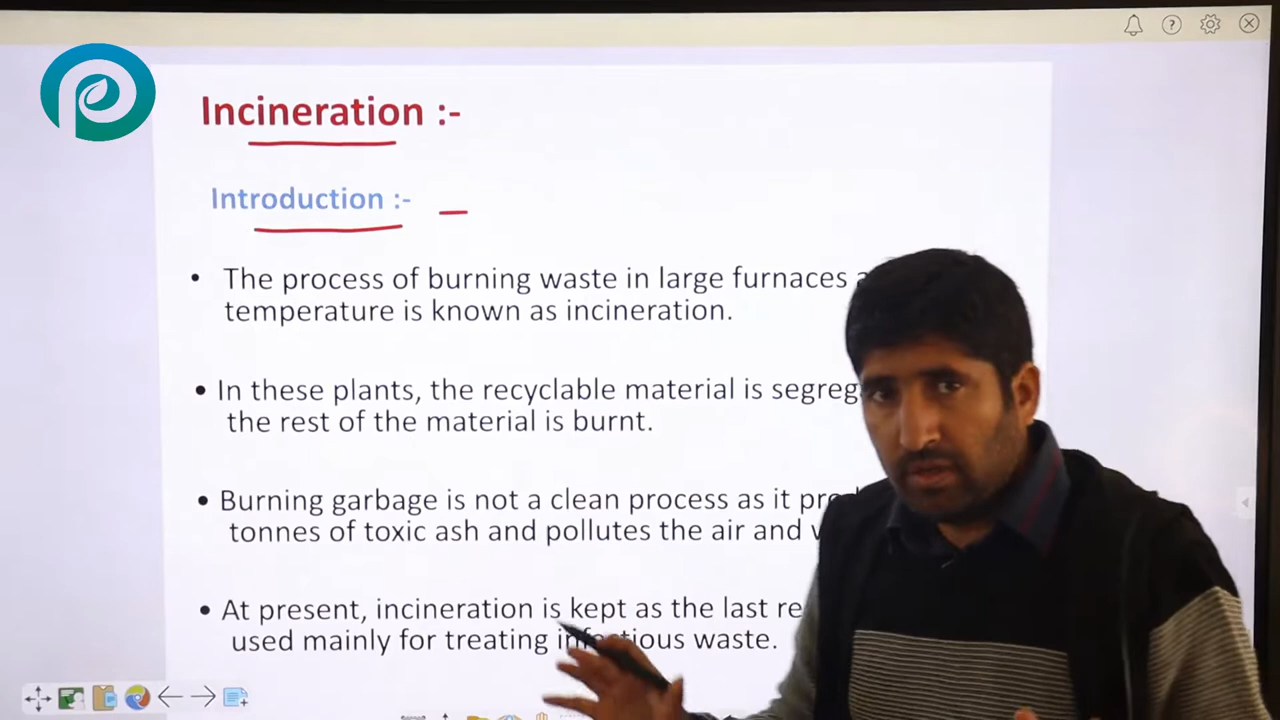 Incineration :-
Introduction :-
• The process of burning waste in large furnaces
temperature is known as incineration.
• In these plants, the recyclable material is
the rest of the material is burnt.
• Burning garbage is not a clean process as it
tonnes of toxic ash and pollutes the air and
• At present, incineration is kept as the last
used mainly for treating infectious waste.